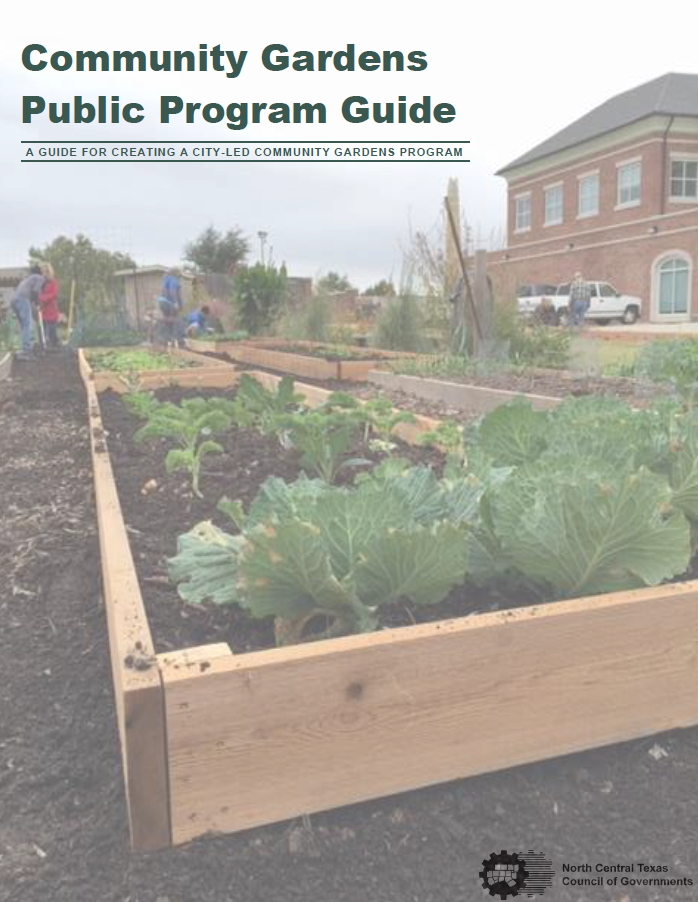 Community Gardens
Public Program Guide
A GUIDE FOR CREATING A CITY-LED COMMUNITY GARDENS PROGRAM
North Central Texas
Council of Governments